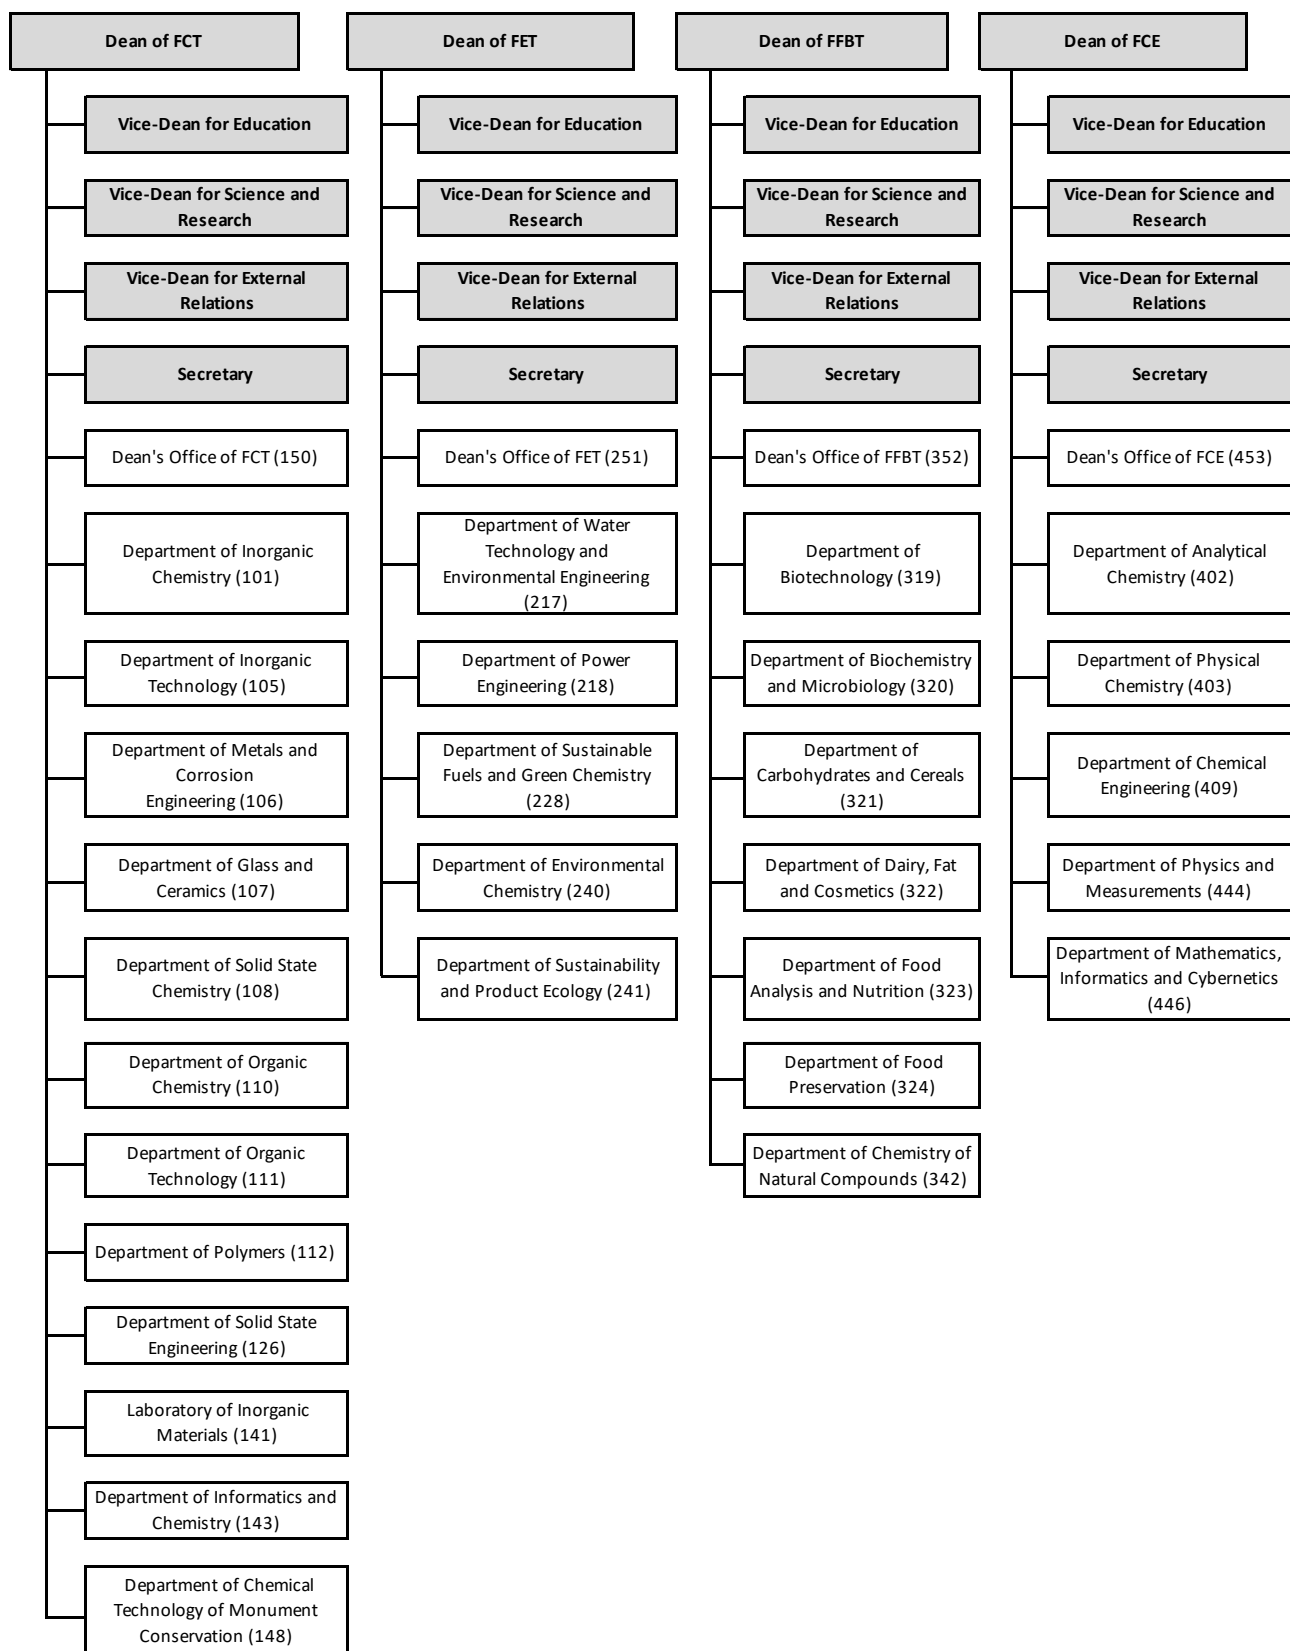 Dean of FCT
Vice-Dean for Education
Vice-Dean for Science and
Research
Vice-Dean for External
Relations
Secretary
Dean's Office of FCT (150)
Department of Inorganic
Chemistry (101)
Department of Inorganic
Technology (105)
Department of Metals and
Corrosion
Engineering (106)
Department of Glass and
Ceramics (107)
Department of Solid State
Chemistry (108)
Department of Organic
Chemistry (110)
Department of Organic
Technology (111)
Department of Polymers (112)
Department of Solid State
Engineering (126)
Laboratory of Inorganic
Materials (141)
Department of Informatics and
Chemistry (143)
Department of Chemical
Technology of Monument
Conservation (148)
Dean of FET
Vice-Dean for Education
Vice-Dean for Science and
Research
Vice-Dean for External
Relations
Secretary
Dean's Office of FET (251)
Department of Water
Technology and
Environmental Engineering
(217)
Department of Power
Engineering (218)
Department of Sustainable
Fuels and Green Chemistry
(228)
Department of Environmental
Chemistry (240)
Department of Sustainability
and Product Ecology (241)
Dean of FFBT
Vice-Dean for Education
Vice-Dean for Science and
Research
Vice-Dean for External
Relations
Secretary
Dean's Office of FFBT (352)
Department of
Biotechnology (319)
Department of Biochemistry
and Microbiology (320)
Department of
Carbohydrates and Cereals
(321)
Department of Dairy, Fat
and Cosmetics (322)
Department of Food
Analysis and Nutrition (323)
Department of Food
Preservation (324)
Department of Chemistry of
Natural Compounds (342)
Dean of FCE
Vice-Dean for Education
Vice-Dean for Science and
Research
Vice-Dean for External
Relations
Secretary
Dean's Office of FCE (453)
Department of Analytical
Chemistry (402)
Department of Physical
Chemistry (403)
Department of Chemical
Engineering (409)
Department of Physics and
Measurements (444)
Department of Mathematics,
Informatics and Cybernetics
(446)